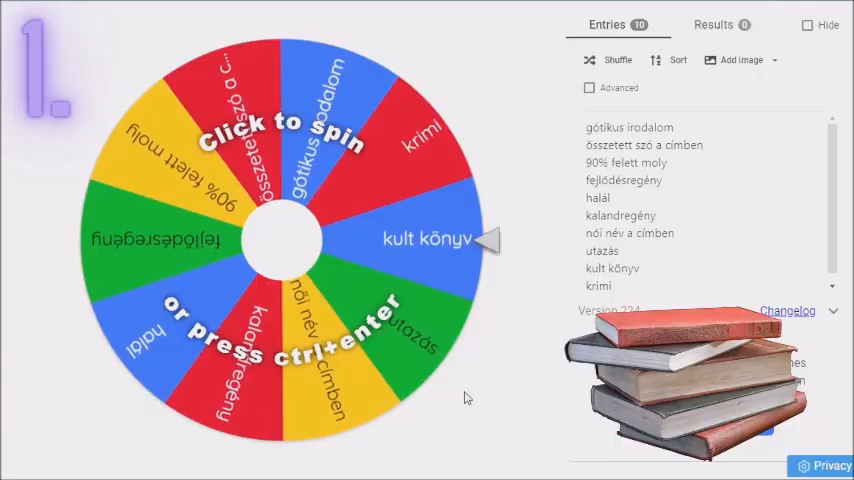 1.
Entries 10
Results 0
Hide
Shuffle
Sort
Add image
Advanced
gótikus irodalom
összetett szó a címben
90% felett moly
fejlődésregény
halál
kalandregény
női név a címben
utazás
kult könyv
krimi
Version 224
Changelog
Privacy
Click to spin
or press ctrl+enter
gótikus irodalom
krimi
kult könyv
utazás
női név a címben
kalandregény
halál
fejlődésregény
90% felett moly
összetett szó a c...